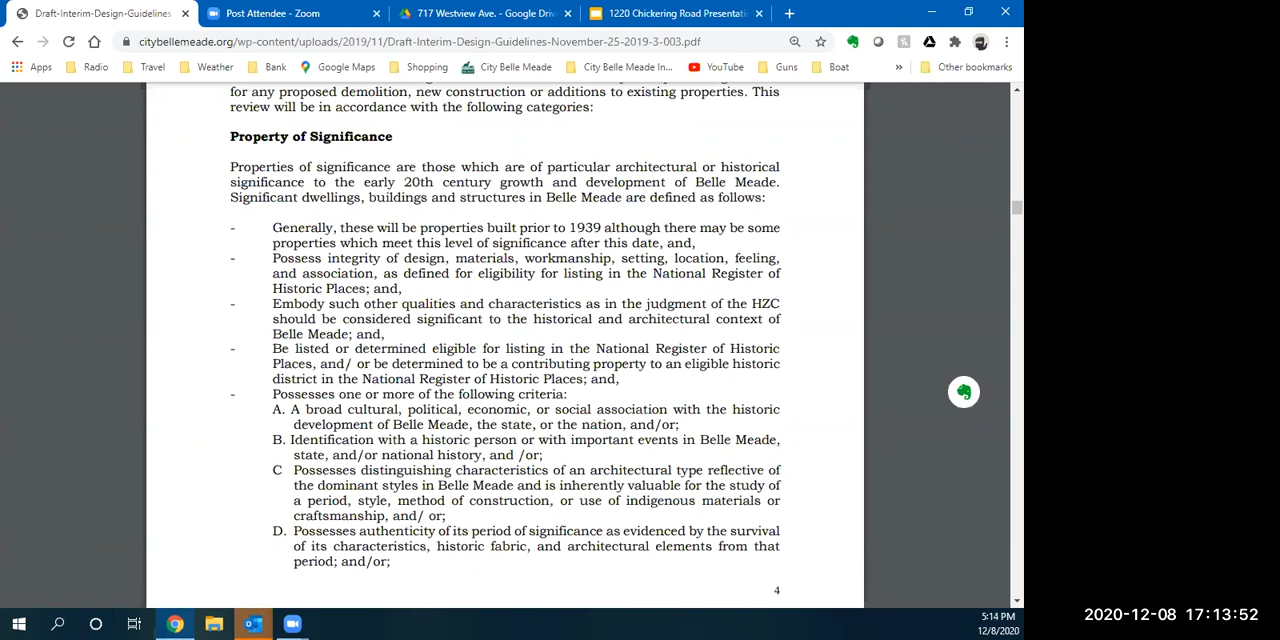 Draft-Interim-Design-Guidelines
Post Attendee - Zoom
717 Westview Ave. - Google Driv
1220 Chickering Road Presentati
citybellemeade.org/wp-content/uploads/2019/11/Draft-Interim-Design-Guidelines-November-25-2019-3-003.pdf
Apps Radio Travel Weather Bank Google Maps Shopping City Belle Meade City Belle Meade In... YouTube Guns Boat » Other bookmarks
for any proposed demolition, new construction or additions to existing properties. This
review will be in accordance with the following categories:
Property of Significance
Properties of significance are those which are of particular architectural or historical
significance to the early 20th century growth and development of Belle Meade.
Significant dwellings, buildings and structures in Belle Meade are defined as follows:
- Generally, these will be properties built prior to 1939 although there may be some
properties which meet this level of significance after this date, and,
- Possess integrity of design, materials, workmanship, setting, location, feeling,
and association, as defined for eligibility for listing in the National Register of
Historic Places; and,
- Embody such other qualities and characteristics as in the judgment of the HZC
should be considered significant to the historical and architectural context of
Belle Meade; and,
- Be listed or determined eligible for listing in the National Register of Historic
Places, and/ or be determined to be a contributing property to an eligible historic
district in the National Register of Historic Places; and,
- Possesses one or more of the following criteria:
A. A broad cultural, political, economic, or social association with the historic
development of Belle Meade, the state, or the nation, and/or;
B. Identification with a historic person or with important events in Belle Meade,
state, and/or national history, and /or;
C Possesses distinguishing characteristics of an architectural type reflective of
the dominant styles in Belle Meade and is inherently valuable for the study of
a period, style, method of construction, or use of indigenous materials or
craftsmanship, and/ or;
D. Possesses authenticity of its period of significance as evidenced by the survival
of its characteristics, historic fabric, and architectural elements from that
period; and/or;
4
5:14 PM
12/8/2020
2020-12-08 17:13:52